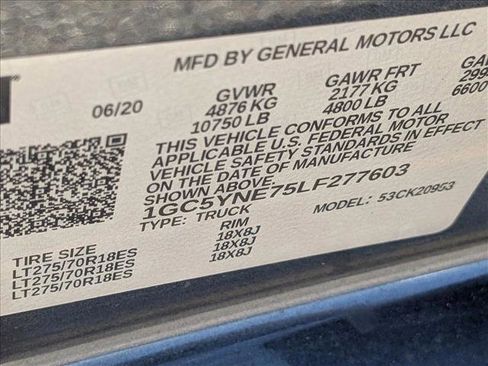 MFD BY GENERAL MOTORS LLC
06/20
GVWR
4876 KG
10750 LB
GAWR FRT
2177 KG
4800 LB
THIS VEHICLE CONFORMS TO ALL
APPLICABLE U.S. FEDERAL MOTOR
VEHICLE SAFETY STANDARDS IN
EFFECT ON THE DATE OF MANUFACTURE
SHOWN ABOVE.
1GC5YNE75LF277603
TYPE: TRUCK
MODEL: 53CK20953
TIRE SIZE
RIM
LT275/70R18ES
18X8J
LT275/70R18ES
18X8J
LT275/70R18ES
18X8J